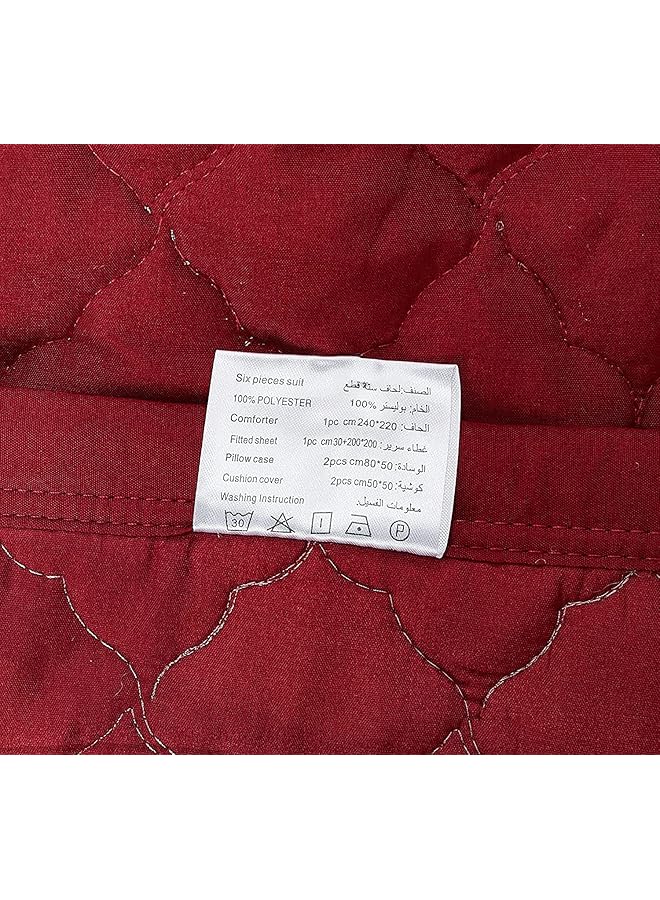 Six pieces suit الصنف:لحاف ستة قطع
100% POLYESTER الخام: بوليستر 100%
Comforter 1pc cm240*220 :الحاف
Fitted sheet 1pc cm30+200*200 :غطاء سرير
Pillow case 2pcs cm80*50 :الوسادة
Cushion cover 2pcs cm50*50 :كوشية
Washing Instruction معلومات الغسيل:
30 P